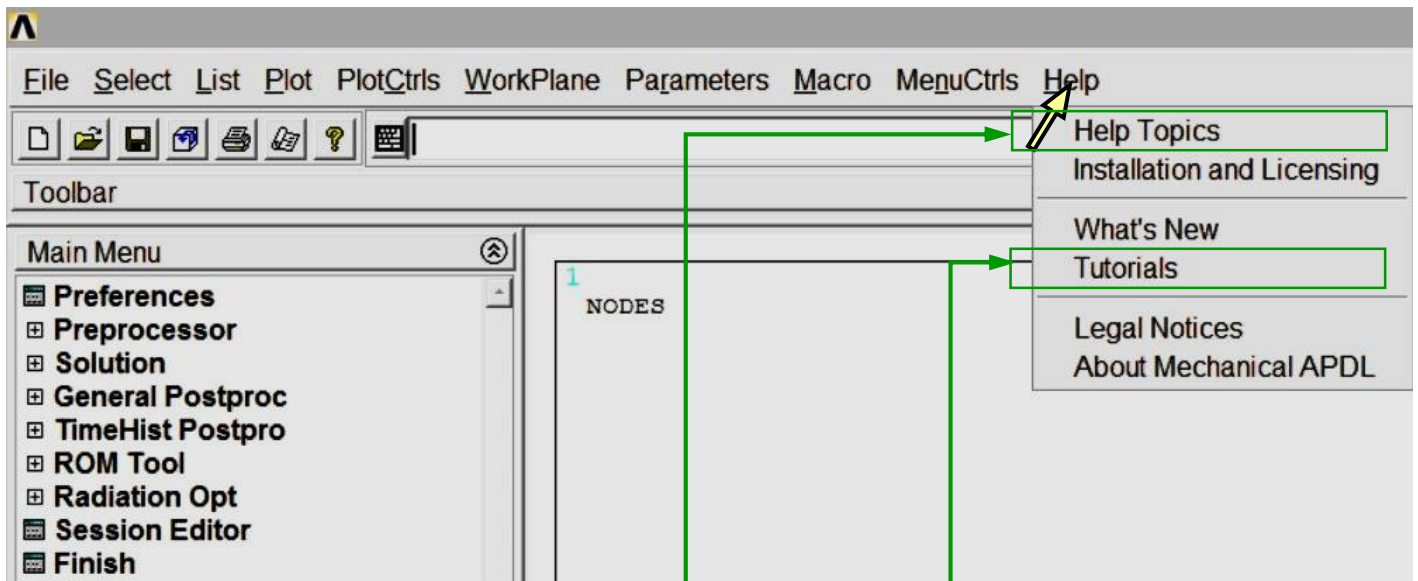 File Select List Plot PlotCtrls WorkPlane Parameters Macro MenuCtrls Help
Help Topics
Installation and Licensing
What's New
Tutorials
Legal Notices
About Mechanical APDL
Toolbar
Main Menu
Preferences
Preprocessor
Solution
General Postproc
TimeHist Postpro
ROM Tool
Radiation Opt
Session Editor
Finish
1
NODES